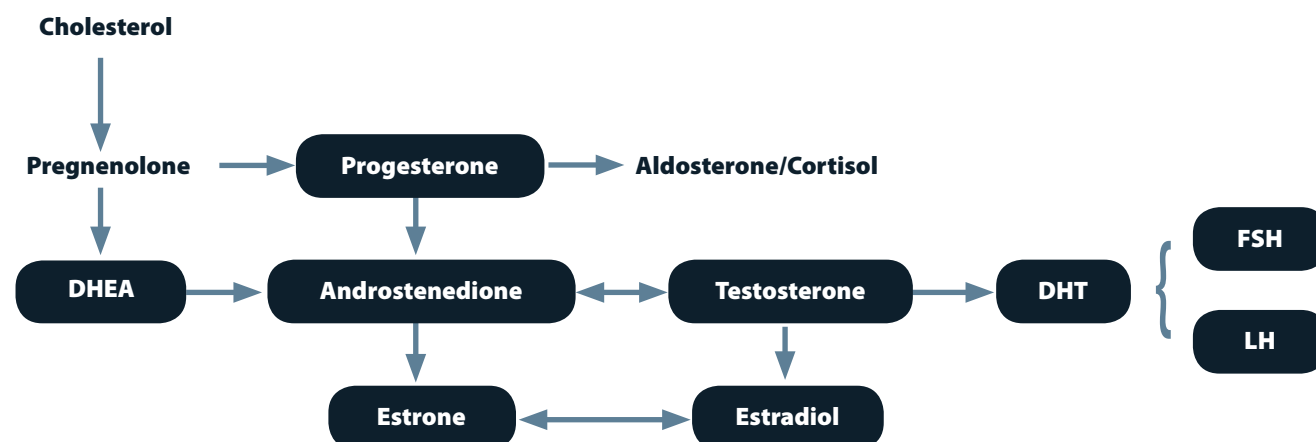 Cholesterol
Pregnenolone
Progesterone
Aldosterone/Cortisol
FSH
DHEA
Androstenedione
Testosterone
DHT
LH
Estrone
Estradiol